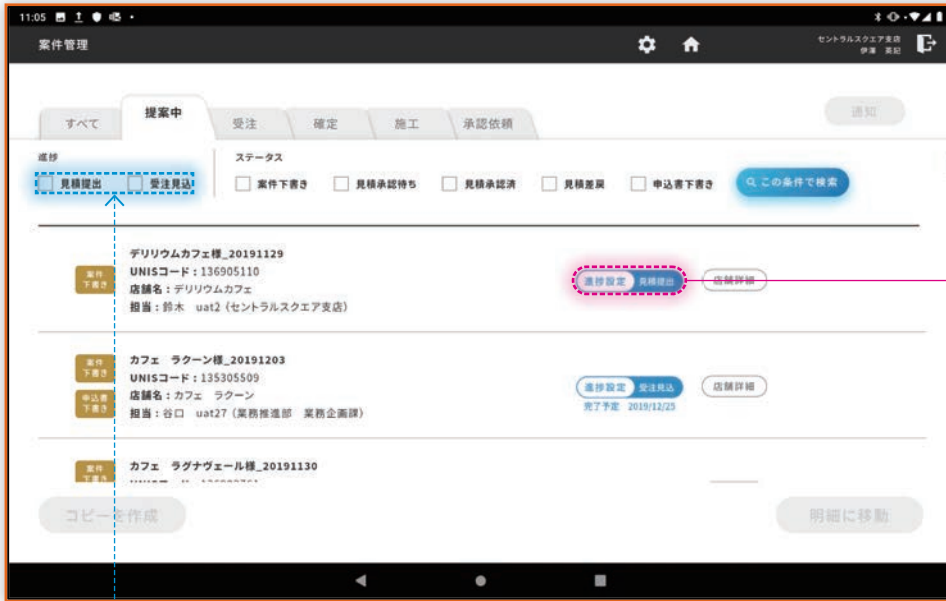 11:05
案件管理
セントラルスクエア支店
伊澤 英記
すべて
提案中
受注
確定
施工
承認依頼
通知
進捗
ステータス
見積提出
受注見込
案件下書き
見積承認待ち
見積承認済
見積差戻
申込書下書き
この条件で検索
案件
下書き
デリリウムカフェ様_20191129
UNISコード：136905110
店舗名：デリリウムカフェ
担当：鈴木 uat2（セントラルスクエア支店）
進捗設定 見積提出
店舗詳細
案件
下書き
申込書
下書き
カフェ ラクーン様_20191203
UNISコード：135305509
店舗名：カフェ ラクーン
担当：谷口 uat27（業務推進部 業務企画課）
進捗設定 受注見込
完了予定 2019/12/25
店舗詳細
案件
下書き
カフェ ラグナヴェール様_20191130
コピーを作成
明細に移動